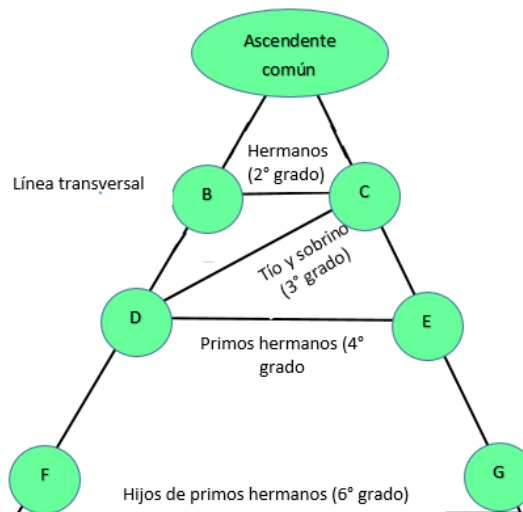 Ascendente
común
Hermanos
(2° grado)
Línea transversal
B
C
Tío y sobrino
(3° grado)
D
E
Primos hermanos (4°
grado
F
G
Hijos de primos hermanos (6° grado)